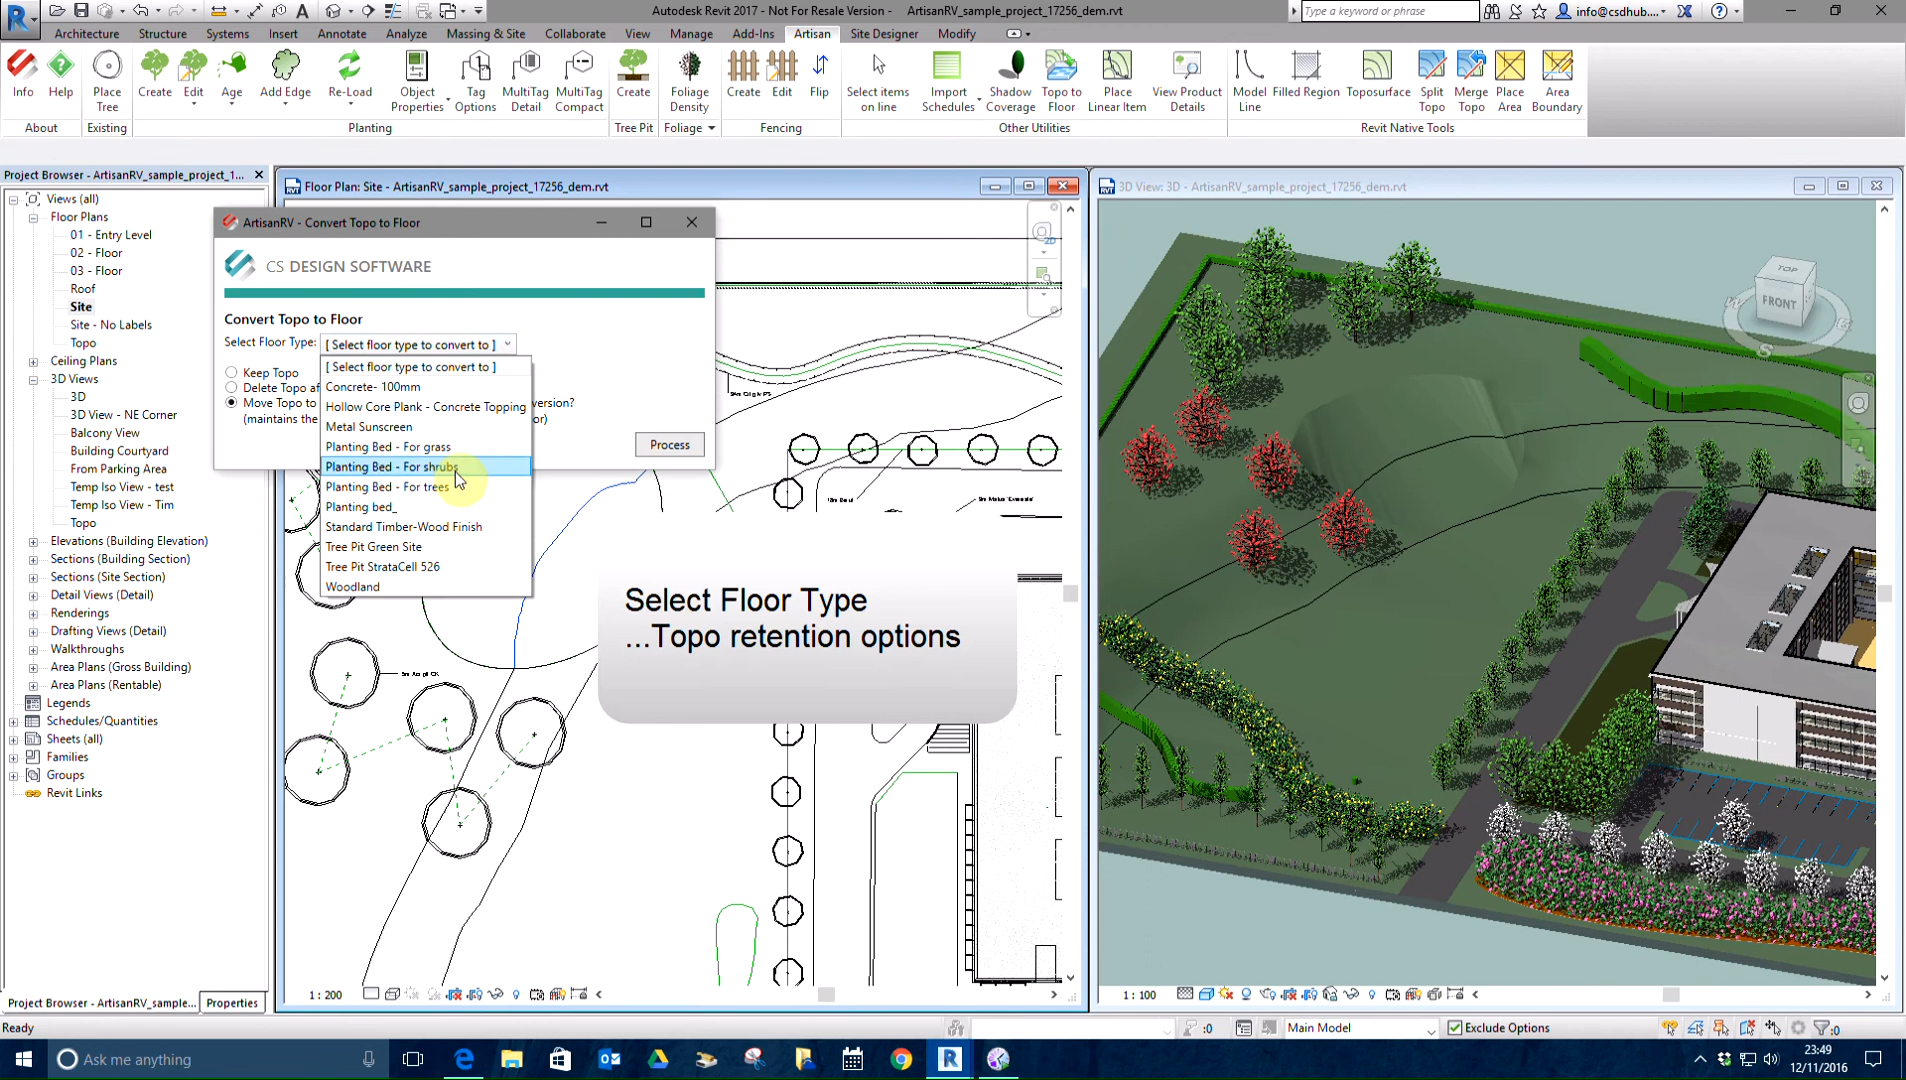 Autodesk Revit 2017 - Not For Resale Version - ArtisanRV_sample_project_17256_dem.rvt
Type a keyword or phrase
info@csdhub....
Architecture Structure Systems Insert Annotate Analyze Massing & Site Collaborate View Manage Add-Ins Artisan Site Designer Modify
Info Help Place Tree Create Edit Age Add Edge Re-Load Object Properties Tag Options MultiTag Detail MultiTag Compact Create Foliage Density Create Edit Flip Select items on line Import Schedules Shadow Coverage Topo to Floor Place Linear Item View Product Details Model Line Filled Region Toposurface Split Topo Merge Topo Place Area Area Boundary
About Existing Planting Tree Pit Foliage Fencing Other Utilities Revit Native Tools
Project Browser - ArtisanRV_sample_project_1...
Views (all)
Floor Plans
01 - Entry Level
02 - Floor
03 - Floor
Roof
Site
Site - No Labels
Topo
Ceiling Plans
3D Views
3D
3D View - NE Corner
Balcony View
Building Courtyard
From Parking Area
Temp Iso View - test
Temp Iso View - Tim
Topo
Elevations (Building Elevation)
Sections (Building Section)
Sections (Site Section)
Detail Views (Detail)
Renderings
Drafting Views (Detail)
Walkthroughs
Area Plans (Gross Building)
Area Plans (Rentable)
Legends
Schedules/Quantities
Sheets (all)
Families
Groups
Revit Links
Project Browser - ArtisanRV_sample... Properties
Floor Plan: Site - ArtisanRV_sample_project_17256_dem.rvt
ArtisanRV - Convert Topo to Floor
CS DESIGN SOFTWARE
Convert Topo to Floor
Select Floor Type: [ Select floor type to convert to ]
Keep Topo
Delete Topo af
Move Topo to
version?
(maintains the
or)
[ Select floor type to convert to ]
Concrete- 100mm
Hollow Core Plank - Concrete Topping
Metal Sunscreen
Planting Bed - For grass
Planting Bed - For shrubs
Planting Bed - For trees
Planting bed_
Standard Timber-Wood Finish
Tree Pit Green Site
Tree Pit StrataCell 526
Woodland
Process
2D
Select Floor Type
...Topo retention options
1 : 200
3D View: 3D - ArtisanRV_sample_project_17256_dem.rvt
TOP
FRONT
W
S
E
1 : 100
Ready
:0
Main Model
Exclude Options
:0
Ask me anything
23:49
12/11/2016